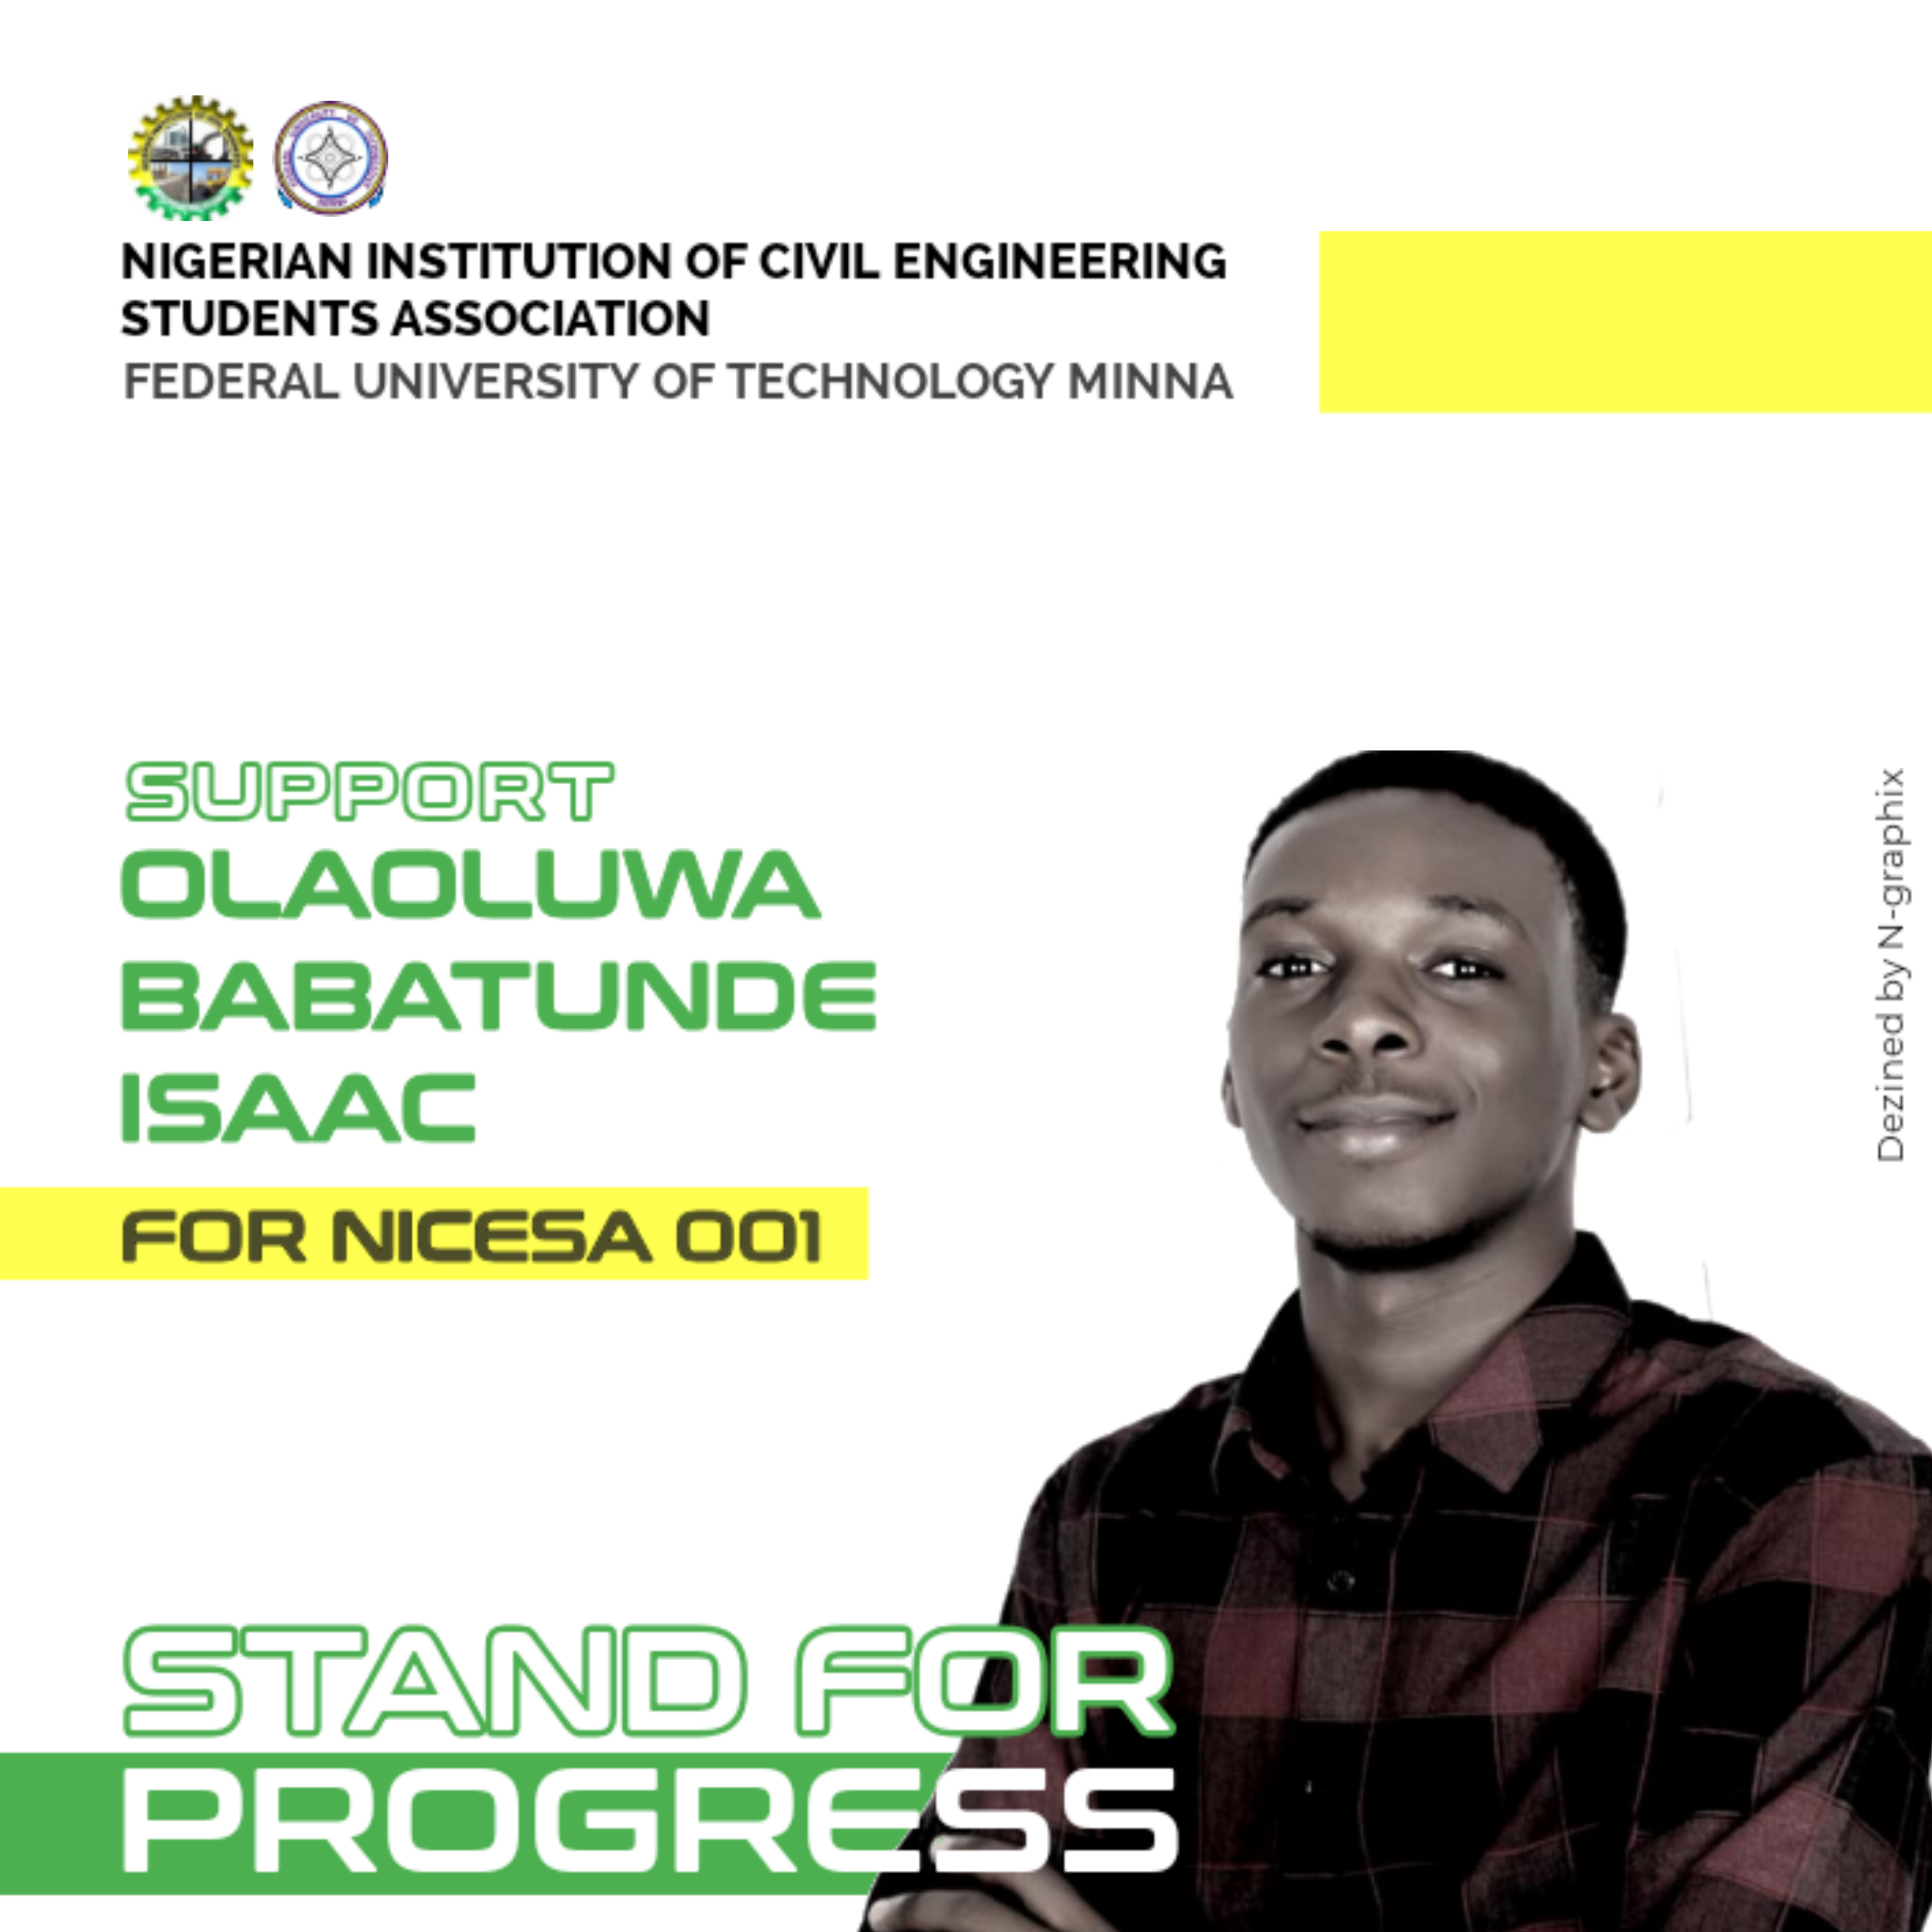 NIGERIAN INSTITUTION OF CIVIL ENGINEERING
STUDENTS ASSOCIATION
FEDERAL UNIVERSITY OF TECHNOLOGY MINNA
SUPPORT
OLAOLUWA
BABATUNDE
ISAAC
FOR NICESA 001
Dezined by N-graphix
STAND FOR
PROGRESS